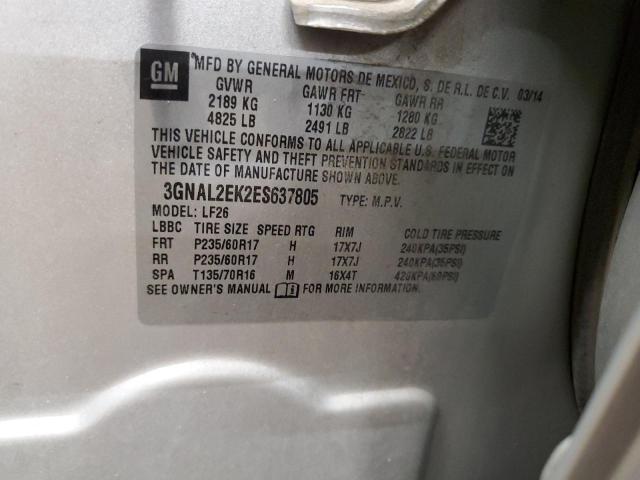 GM
MFD BY GENERAL MOTORS DE MEXICO, S. DE R.L. DE C.V. 03/14
GVWR GAWR FRT GAWR RR
2189 KG 1130 KG 1280 KG
4825 LB 2491 LB 2822 LB
THIS VEHICLE CONFORMS TO ALL APPLICABLE U.S. FEDERAL MOTOR
VEHICLE SAFETY AND THEFT PREVENTION STANDARDS IN EFFECT ON
THE DATE OF MANUFACTURE SHOWN ABOVE.
3GNAL2EK2ES637805 TYPE: M.P.V.
MODEL: LF26
LBBC TIRE SIZE SPEED RTG RIM COLD TIRE PRESSURE
FRT P235/60R17 H 17X7J 240KPA(35PSI)
RR P235/60R17 H 17X7J 240KPA(35PSI)
SPA T135/70R16 M 16X4T 420KPA(60PSI)
SEE OWNER'S MANUAL FOR MORE INFORMATION.